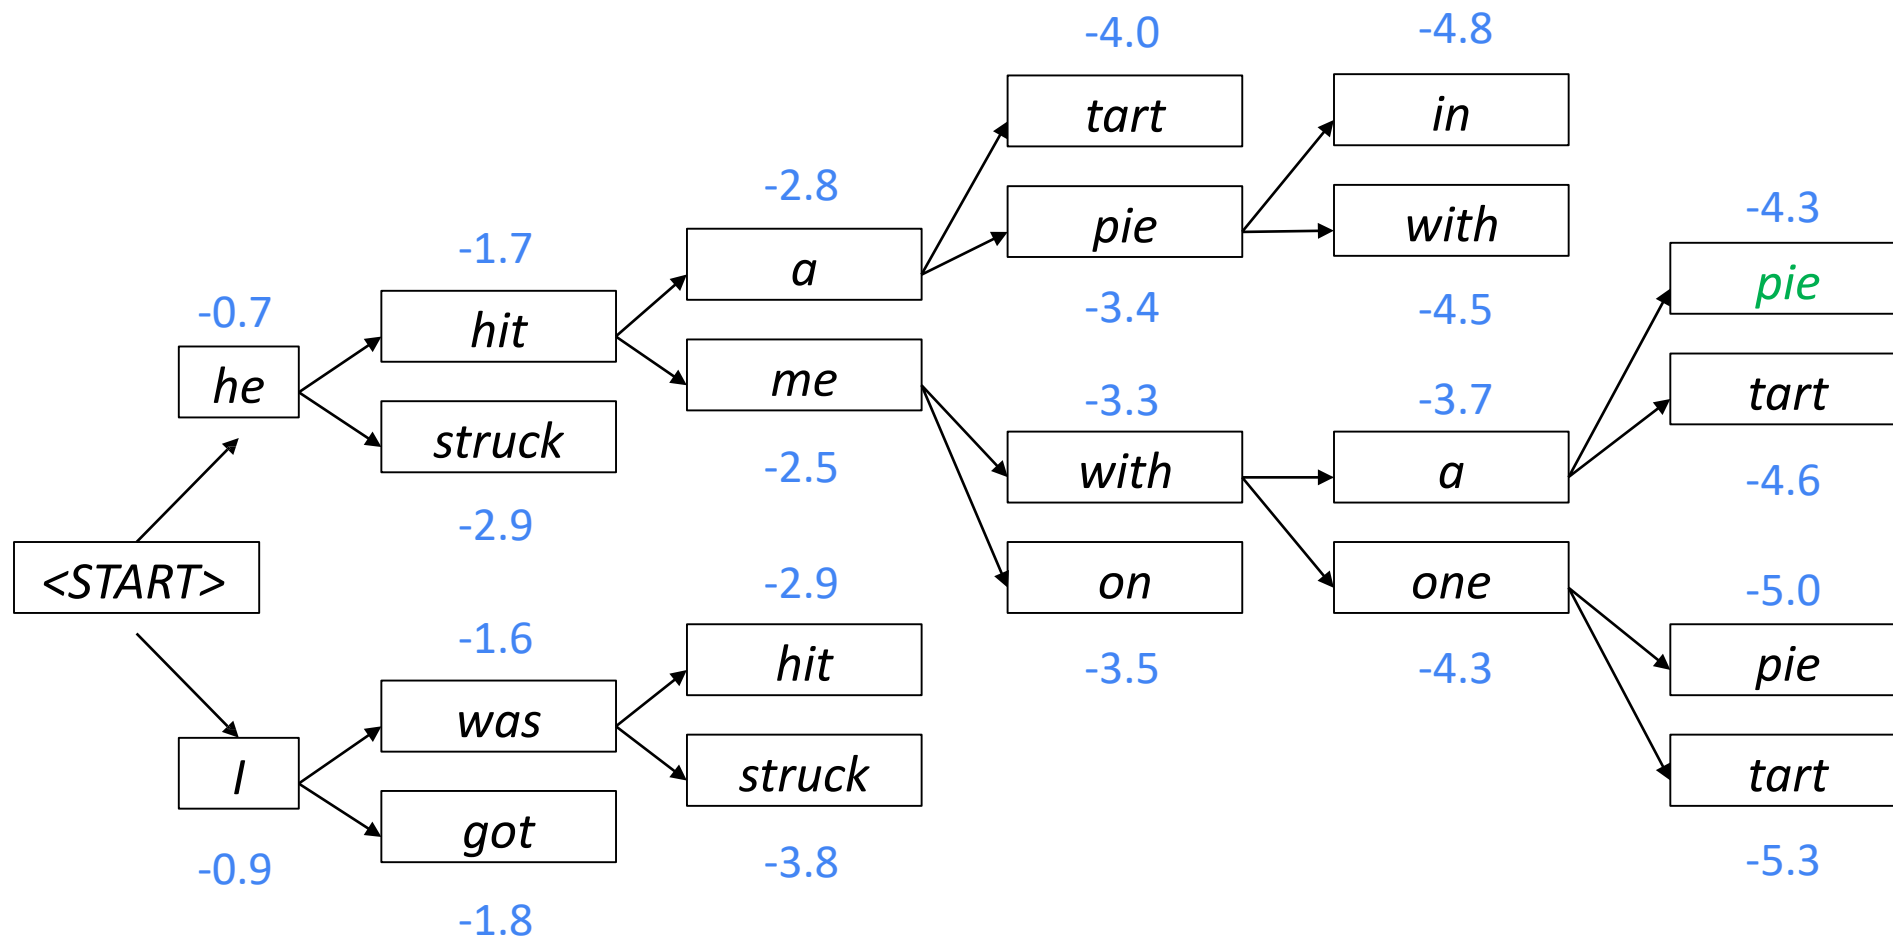 <START>
-0.7
he
I
-0.9
-1.7
hit
struck
-2.9
-1.6
was
got
-1.8
-2.8
a
me
-2.5
-2.9
hit
struck
-3.8
-4.0
tart
pie
-3.4
-3.3
with
on
-3.5
-4.8
in
with
-4.5
-3.7
a
one
-4.3
-4.3
pie
tart
-4.6
-5.0
pie
tart
-5.3